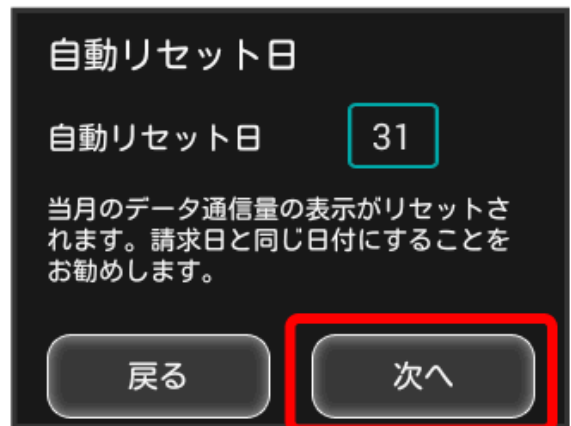 自動リセット日
自動リセット日 31
当月のデータ通信量の表示がリセットさ
れます。請求日と同じ日付にすることを
お勧めします。
戻る 次へ